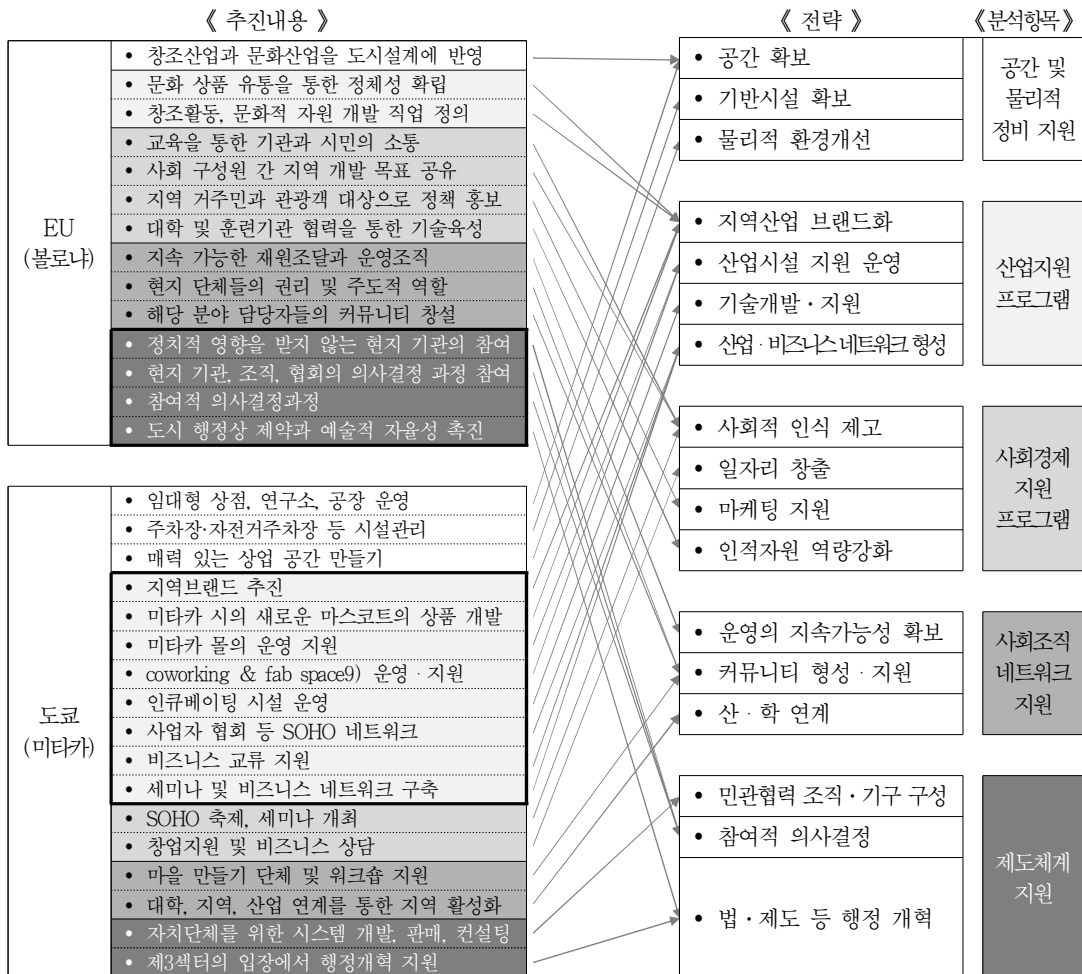 《 추진내용 》
《 전략 》
《분석항목》
EU
(볼로냐)
• 창조산업과 문화산업을 도시설계에 반영
• 문화 상품 유통을 통한 정체성 확립
• 창조활동, 문화적 자원 개발 직업 정의
• 교육을 통한 기관과 시민의 소통
• 사회 구성원 간 지역 개발 목표 공유
• 지역 거주민과 관광객 대상으로 정책 홍보
• 대학 및 훈련기관 협력을 통한 기술육성
• 지속 가능한 재원조달과 운영조직
• 현지 단체들의 권리 및 주도적 역할
• 해당 분야 담당자들의 커뮤니티 창설
• 정치적 영향을 받지 않는 현지 기관의 참여
• 현지 기관, 조직, 협회의 의사결정 과정 참여
• 참여적 의사결정과정
• 도시 행정상 제약과 예술적 자율성 촉진
도쿄
(미타카)
• 임대형 상점, 연구소, 공장 운영
• 주차장·자전거주차장 등 시설관리
• 매력 있는 상업 공간 만들기
• 지역브랜드 추진
• 미타카 시의 새로운 마스코트의 상품 개발
• 미타카 몰의 운영 지원
• coworking & fab space9) 운영 · 지원
• 인큐베이팅 시설 운영
• 사업자 협회 등 SOHO 네트워크
• 비즈니스 교류 지원
• 세미나 및 비즈니스 네트워크 구축
• SOHO 축제, 세미나 개최
• 창업지원 및 비즈니스 상담
• 마을 만들기 단체 및 워크숍 지원
• 대학, 지역, 산업 연계를 통한 지역 활성화
• 자치단체를 위한 시스템 개발, 판매, 컨설팅
• 제3섹터의 입장에서 행정개혁 지원
• 공간 확보
• 기반시설 확보
• 물리적 환경개선
공간 및
물리적
정비 지원
• 지역산업 브랜드화
• 산업시설 지원 운영
• 기술개발·지원
• 산업 · 비즈니스 네트워크 형성
산업지원
프로그램
• 사회적 인식 제고
• 일자리 창출
• 마케팅 지원
• 인적자원 역량강화
사회경제
지원
프로그램
• 운영의 지속가능성 확보
• 커뮤니티 형성 · 지원
• 산 · 학 연계
사회조직
네트워크
지원
• 민관협력 조직·기구 구성
• 참여적 의사결정
• 법·제도 등 행정 개혁
제도체계
지원